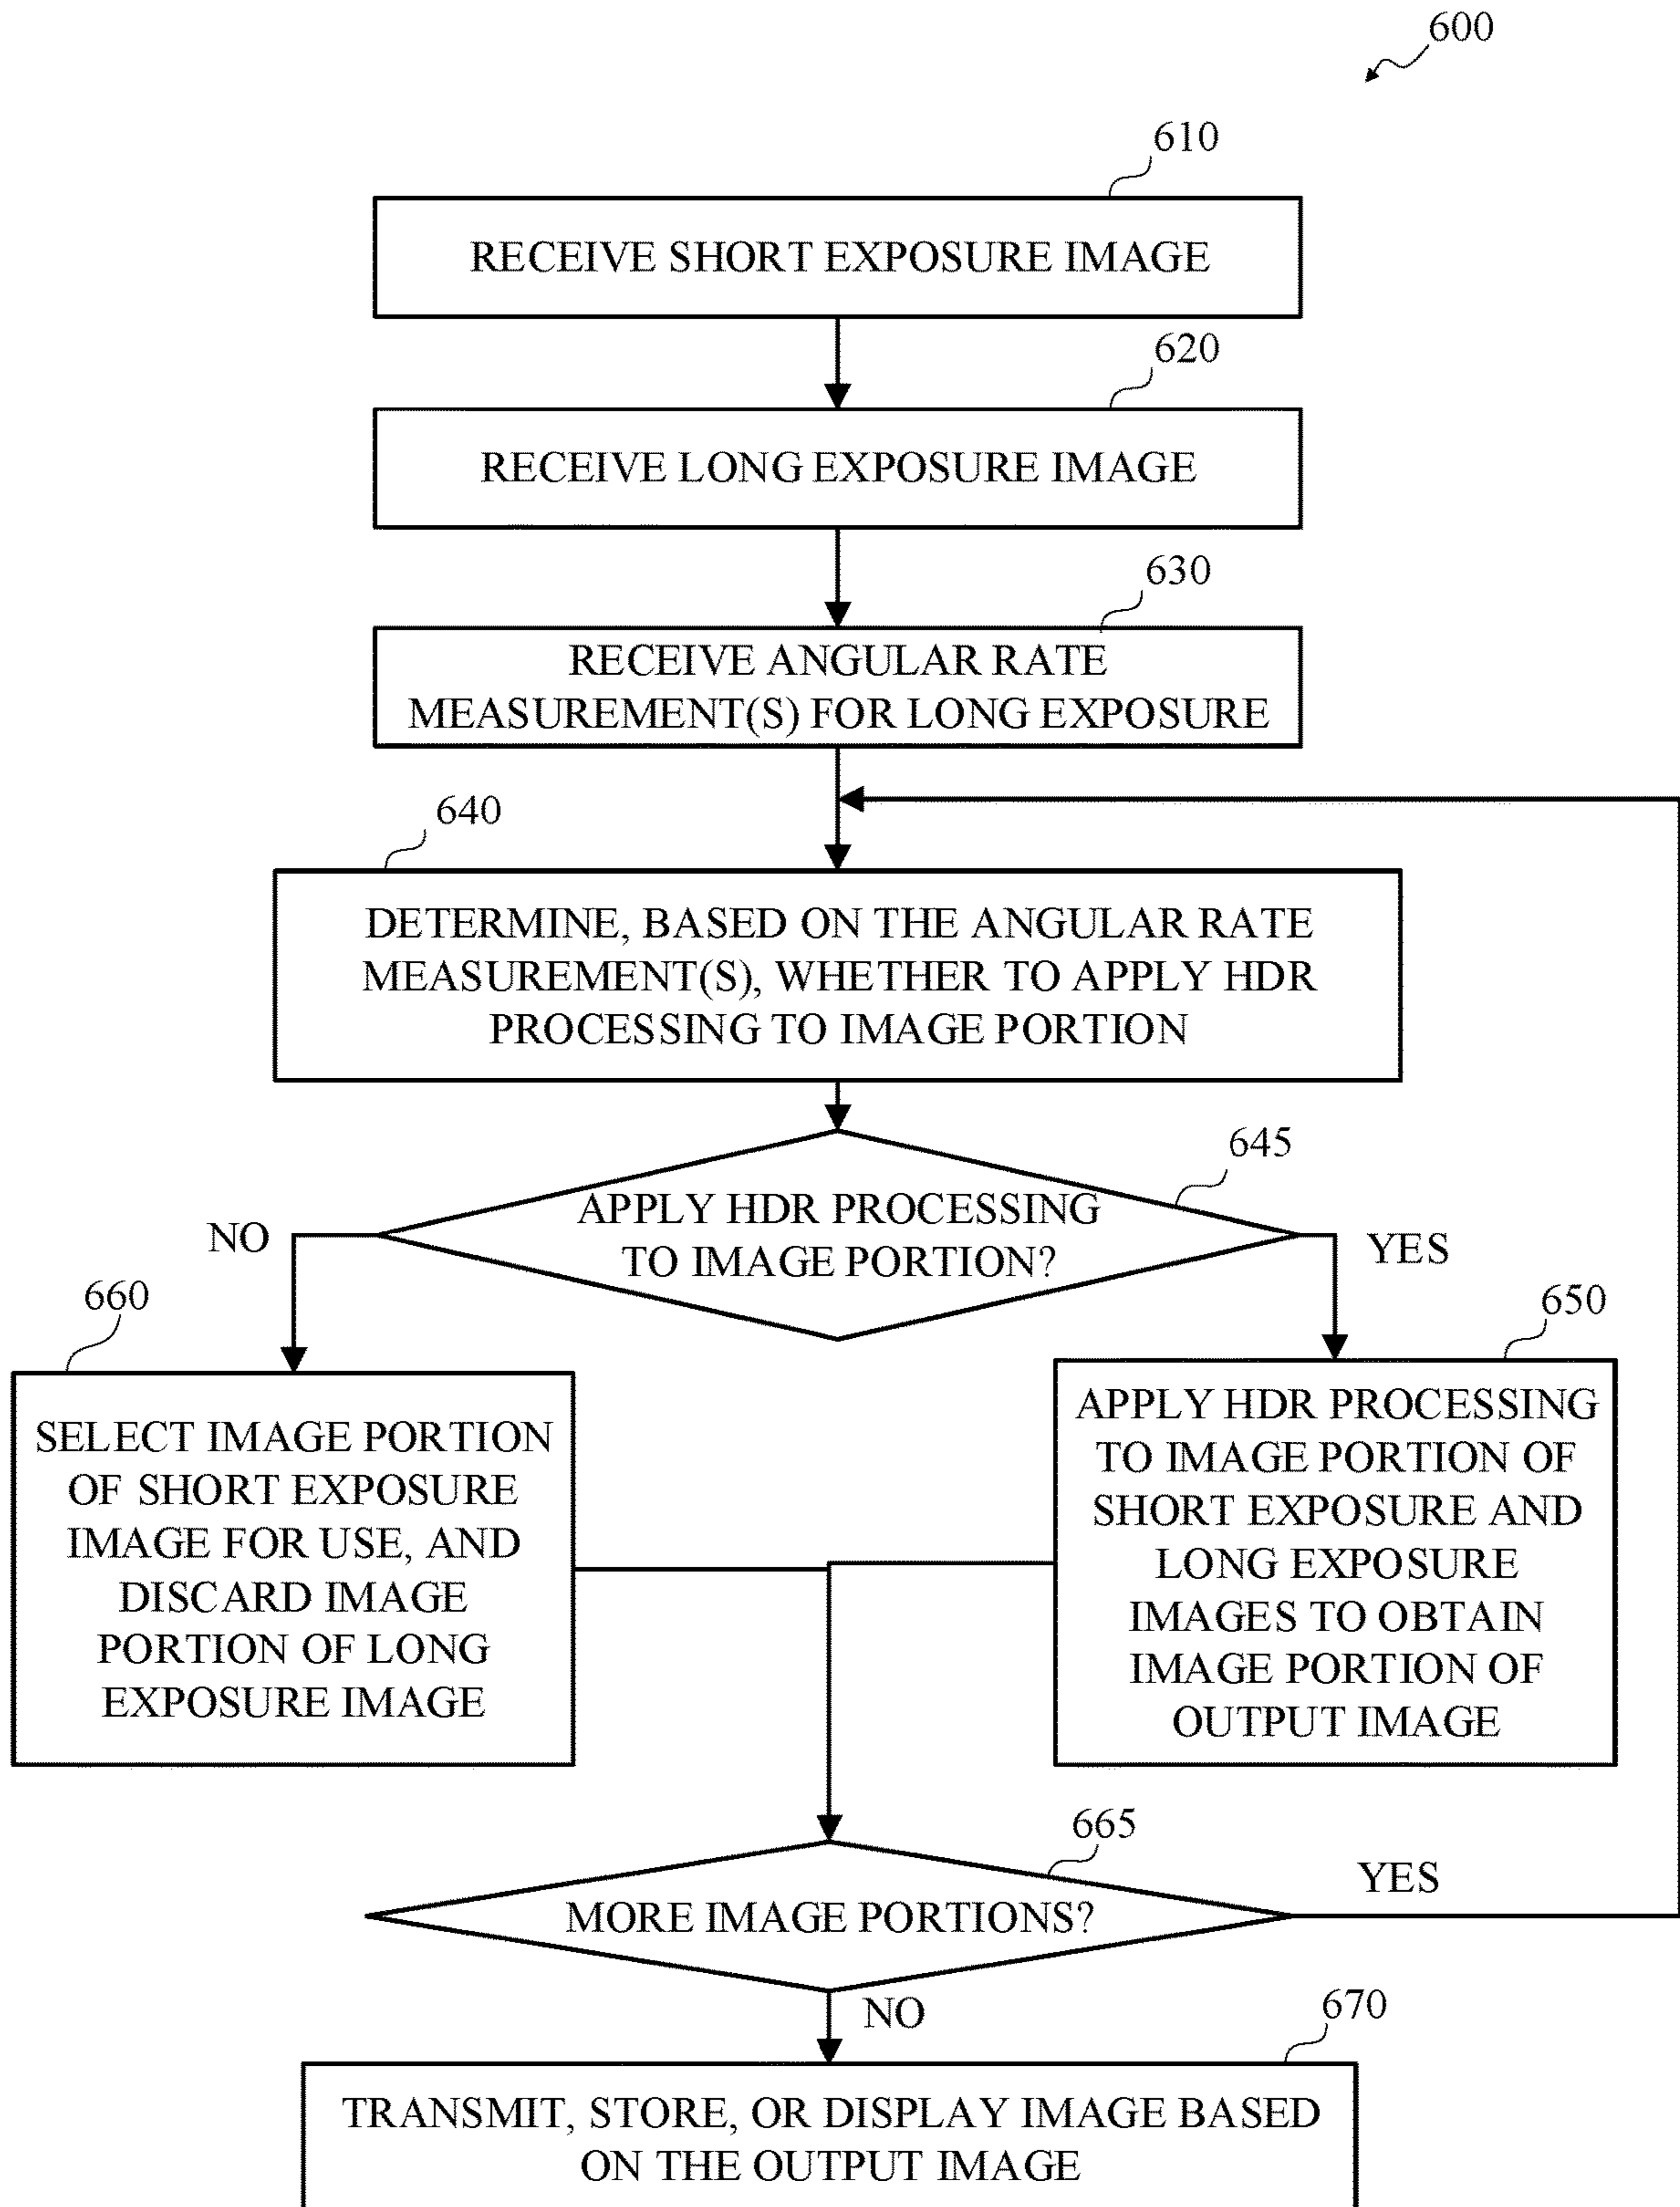 600
610
RECEIVE SHORT EXPOSURE IMAGE
620
RECEIVE LONG EXPOSURE IMAGE
630
RECEIVE ANGULAR RATE
MEASUREMENT(S) FOR LONG EXPOSURE
640
DETERMINE, BASED ON THE ANGULAR RATE
MEASUREMENT(S), WHETHER TO APPLY HDR
PROCESSING TO IMAGE PORTION
645
APPLY HDR PROCESSING
TO IMAGE PORTION?
NO
YES
660
SELECT IMAGE PORTION
OF SHORT EXPOSURE
IMAGE FOR USE, AND
DISCARD IMAGE
PORTION OF LONG
EXPOSURE IMAGE
650
APPLY HDR PROCESSING
TO IMAGE PORTION OF
SHORT EXPOSURE AND
LONG EXPOSURE
IMAGES TO OBTAIN
IMAGE PORTION OF
OUTPUT IMAGE
665
MORE IMAGE PORTIONS?
YES
NO
670
TRANSMIT, STORE, OR DISPLAY IMAGE BASED
ON THE OUTPUT IMAGE